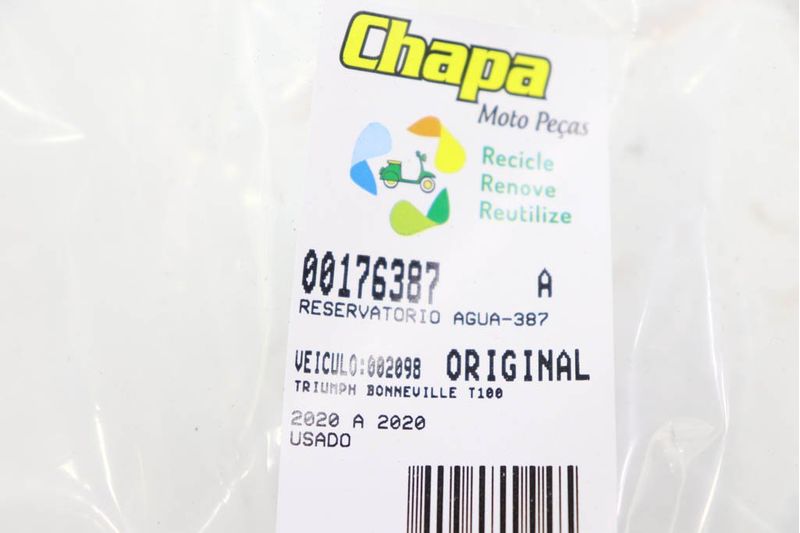 Chapa
Moto Peças
Recicle
Renove
Reutilize
00176387 A
RESERVATORIO AGUA-387
VEICULO:002098 ORIGINAL
TRIUMPH BONNEVILLE T100
2020 A 2020
USADO